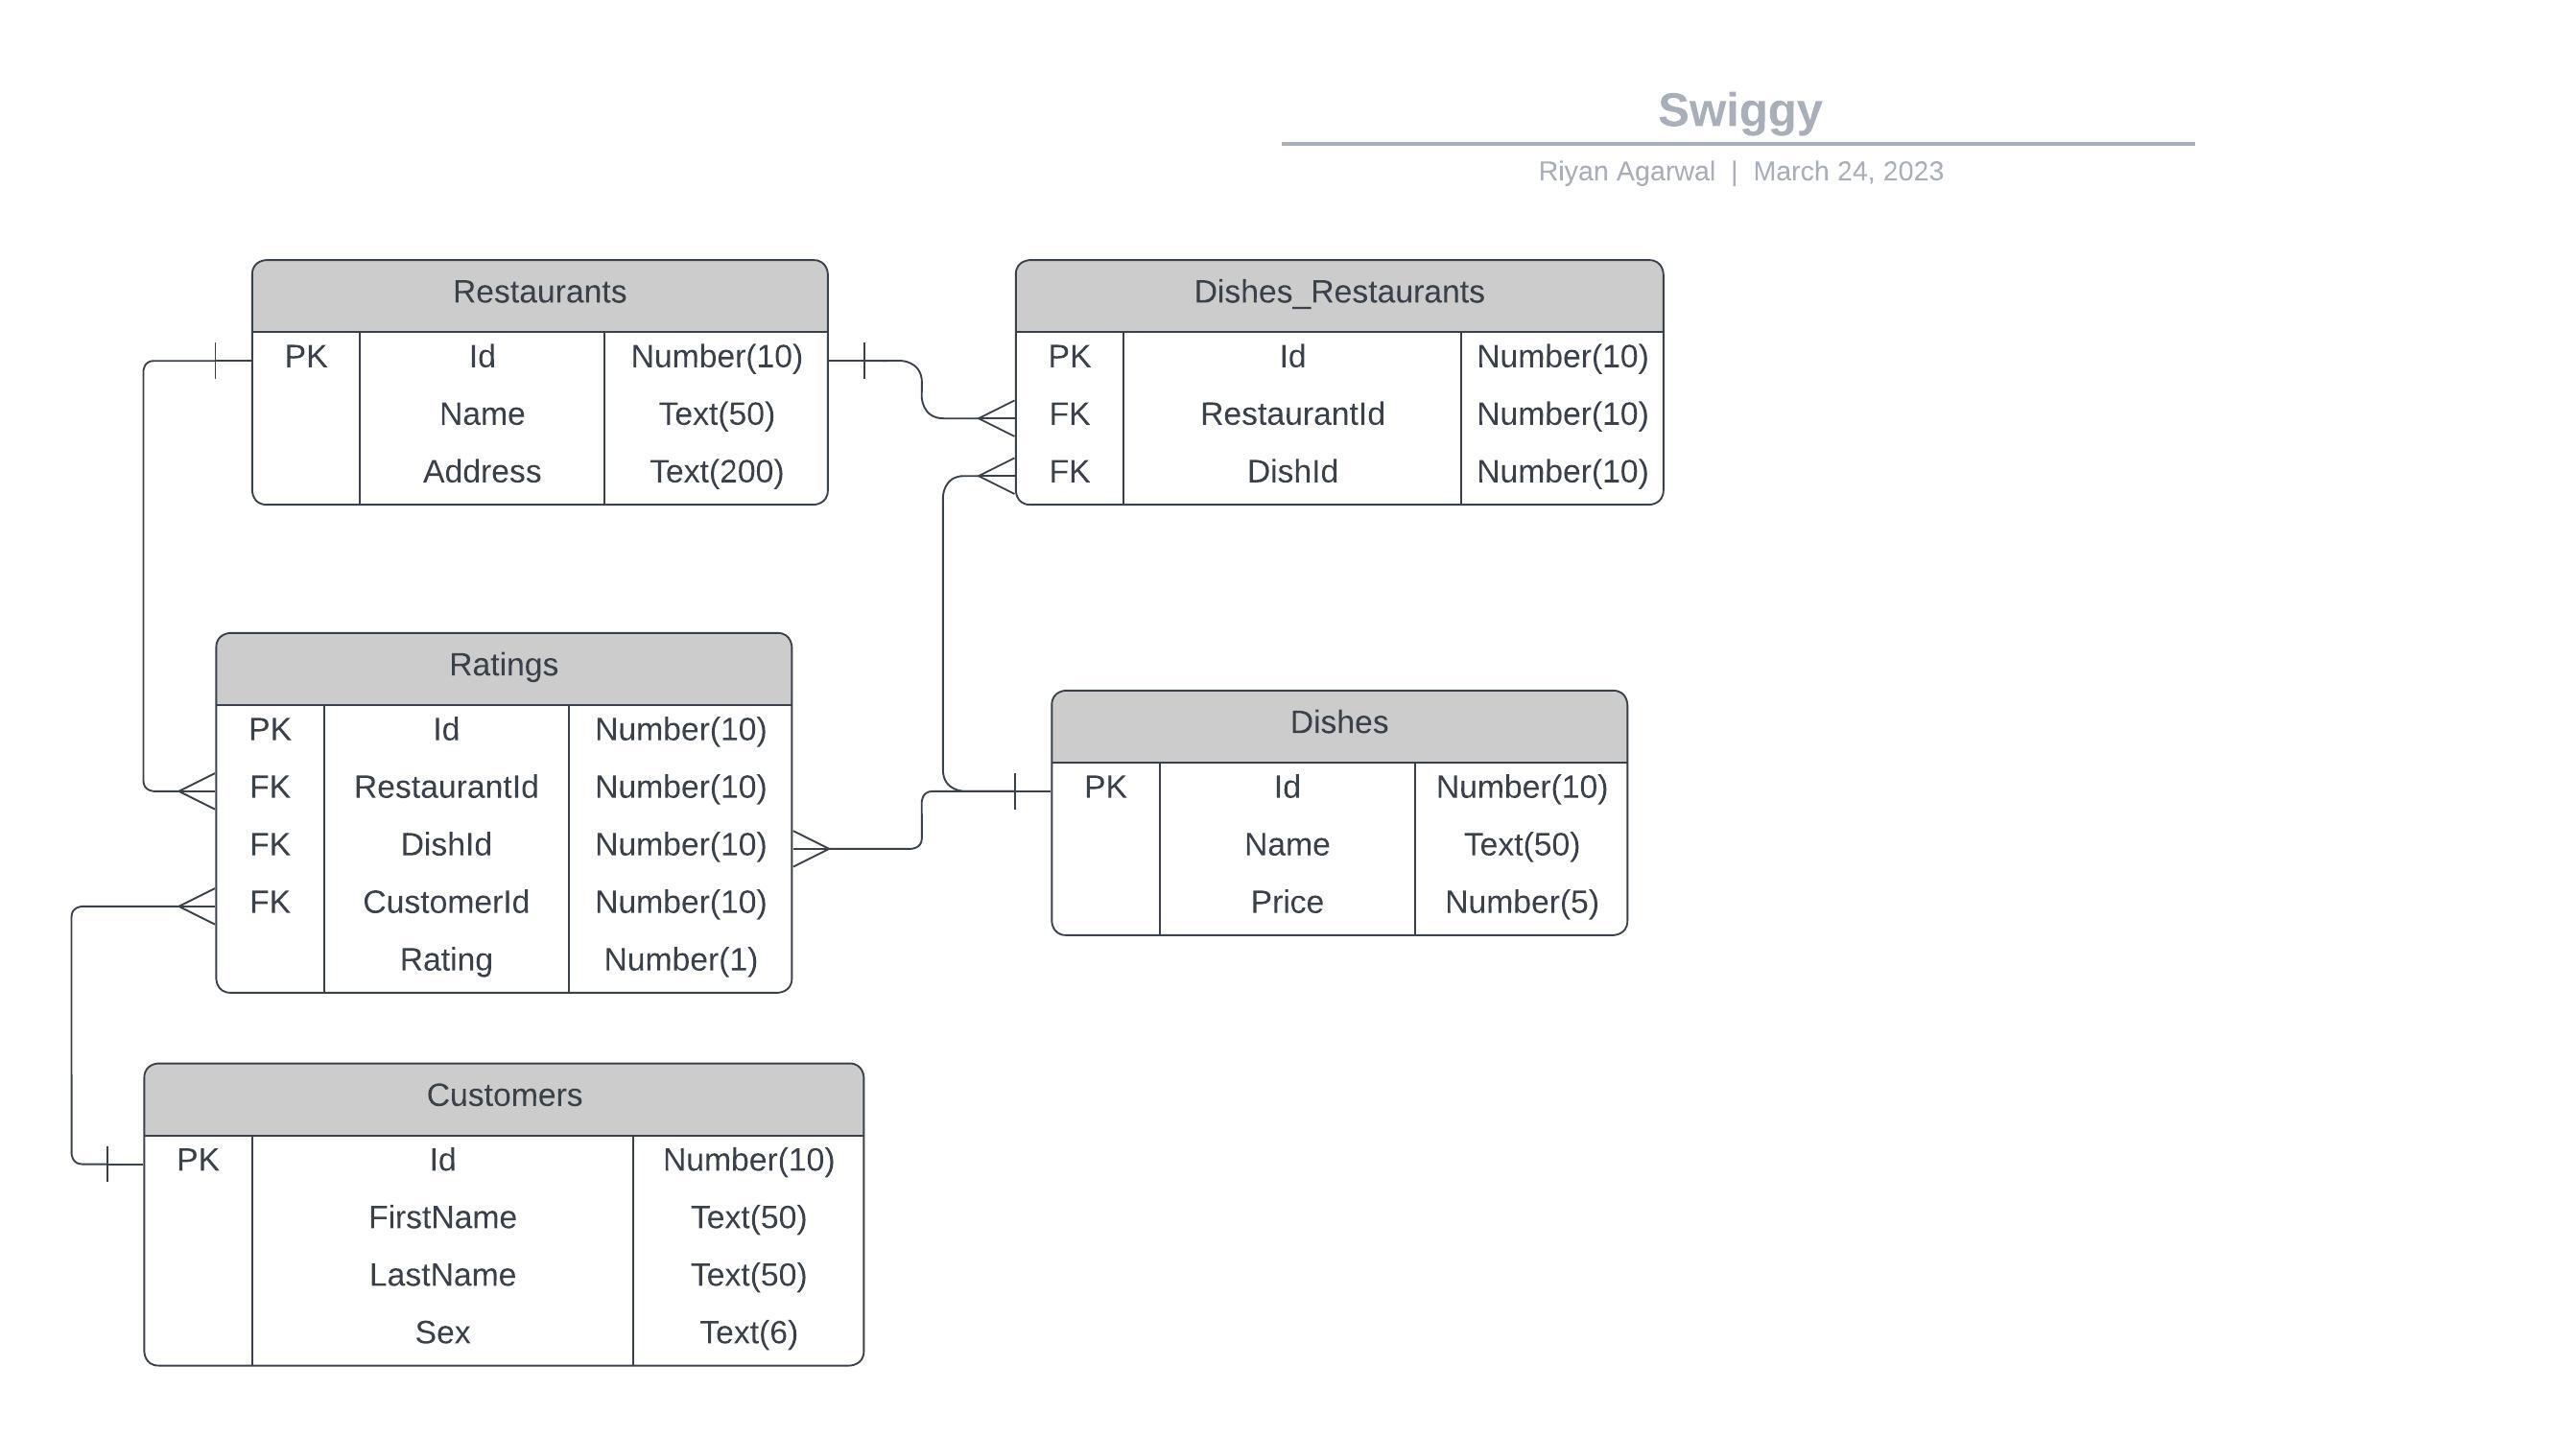 Swiggy
Riyan Agarwal | March 24, 2023
Restaurants
PK Id Number(10)
Name Text(50)
Address Text(200)
Dishes_Restaurants
PK Id Number(10)
FK RestaurantId Number(10)
FK DishId Number(10)
Ratings
PK Id Number(10)
FK RestaurantId Number(10)
FK DishId Number(10)
FK CustomerId Number(10)
Rating Number(1)
Dishes
PK Id Number(10)
Name Text(50)
Price Number(5)
Customers
PK Id Number(10)
FirstName Text(50)
LastName Text(50)
Sex Text(6)